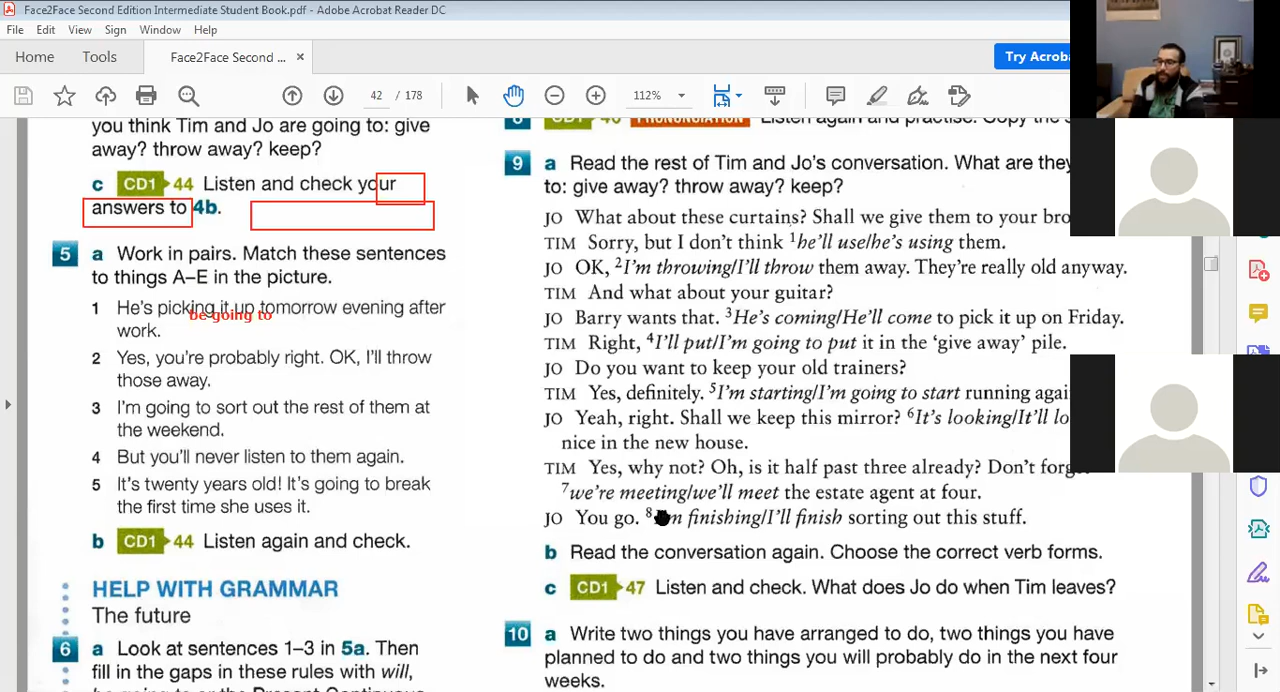 Face2Face Second Edition Intermediate Student Book.pdf - Adobe Acrobat Reader DC
File Edit View Sign Window Help
Home Tools Face2Face Second ... × Try Acroba
42 / 178 112%
you think Tim and Jo are going to: give
away? throw away? keep?
c CD1 44 Listen and check your
answers to 4b.
5 a Work in pairs. Match these sentences
to things A–E in the picture.
1 He's picking it up tomorrow evening after
be going to
work.
2 Yes, you're probably right. OK, I'll throw
those away.
3 I'm going to sort out the rest of them at
the weekend.
4 But you'll never listen to them again.
5 It's twenty years old! It's going to break
the first time she uses it.
b CD1 44 Listen again and check.
HELP WITH GRAMMAR
The future
6 a Look at sentences 1–3 in 5a. Then
fill in the gaps in these rules with will,
be going to or the Present Continuous
CD1 PRONUNCIATION Listen again and practise. Copy the
9 a Read the rest of Tim and Jo's conversation. What are they
to: give away? throw away? keep?
JO What about these curtains? Shall we give them to your bro
TIM Sorry, but I don't think 1he'll use/he's using them.
JO OK, 2I'm throwing/I'll throw them away. They're really old anyway.
TIM And what about your guitar?
JO Barry wants that. 3He's coming/He'll come to pick it up on Friday.
TIM Right, 4I'll put/I'm going to put it in the 'give away' pile.
JO Do you want to keep your old trainers?
TIM Yes, definitely. 5I'm starting/I'm going to start running agai
JO Yeah, right. Shall we keep this mirror? 6It's looking/It'll lo
nice in the new house.
TIM Yes, why not? Oh, is it half past three already? Don't forge
7we're meeting/we'll meet the estate agent at four.
JO You go. 8 finishing/I'll finish sorting out this stuff.
b Read the conversation again. Choose the correct verb forms.
c CD1 47 Listen and check. What does Jo do when Tim leaves?
10 a Write two things you have arranged to do, two things you have
planned to do and two things you will probably do in the next four
weeks.